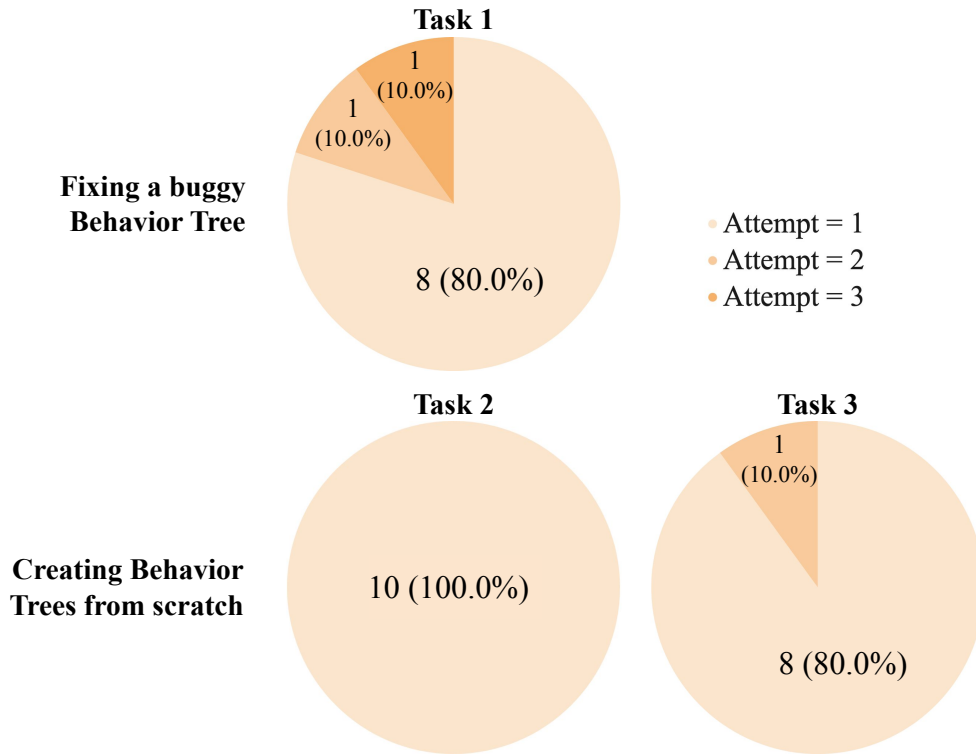 Task 1
1
(10.0%)
1
(10.0%)
8 (80.0%)
Fixing a buggy
Behavior Tree
Attempt = 1
Attempt = 2
Attempt = 3
Task 2
Task 3
10 (100.0%)
1
(10.0%)
8 (80.0%)
Creating Behavior
Trees from scratch